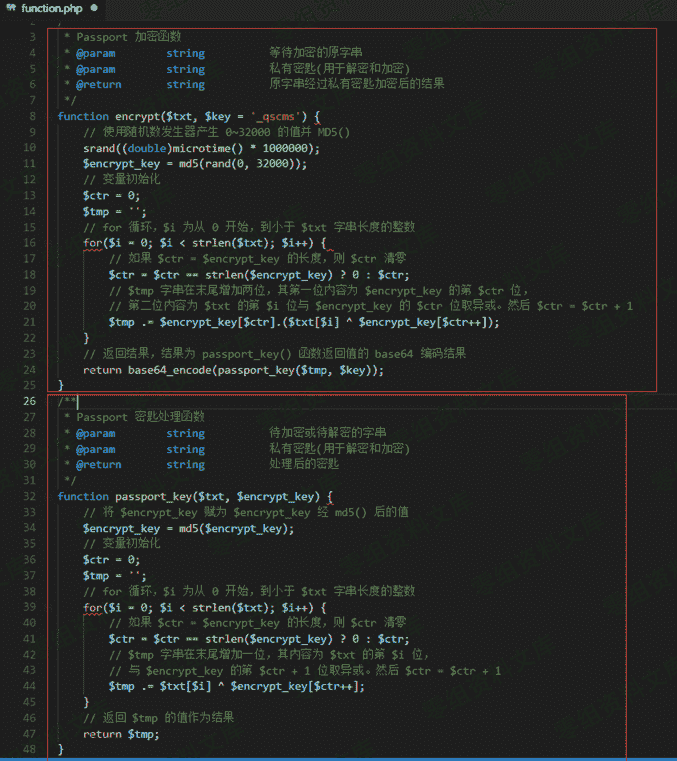 function.php
2
3 * Passport 加密函数
4 * @param string 等待加密的原字串
5 * @param string 私有密匙(用于解密和加密)
6 * @return string 原字串经过私有密匙加密后的结果
7 */
8 function encrypt($txt, $key = '_qscms') {
9 // 使用随机数发生器产生 0~32000 的值并 MD5()
10 srand((double)microtime() * 1000000);
11 $encrypt_key = md5(rand(0, 32000));
12 // 变量初始化
13 $ctr = 0;
14 $tmp = '';
15 // for 循环，$i 为从 0 开始，到小于 $txt 字串长度的整数
16 for($i = 0; $i < strlen($txt); $i++) {
17 // 如果 $ctr = $encrypt_key 的长度，则 $ctr 清零
18 $ctr = $ctr == strlen($encrypt_key) ? 0 : $ctr;
19 // $tmp 字串在末尾增加两位，其第一位内容为 $encrypt_key 的第 $ctr 位，
20 // 第二位内容为 $txt 的第 $i 位与 $encrypt_key 的 $ctr 位取异或。然后 $ctr = $ctr + 1
21 $tmp .= $encrypt_key[$ctr].($txt[$i] ^ $encrypt_key[$ctr++]);
22 }
23 // 返回结果，结果为 passport_key() 函数返回值的 base64 编码结果
24 return base64_encode(passport_key($tmp, $key));
25 }
26 /**
27 * Passport 密匙处理函数
28 * @param string 待加密或待解密的字串
29 * @param string 私有密匙(用于解密和加密)
30 * @return string 处理后的密匙
31 */
32 function passport_key($txt, $encrypt_key) {
33 // 将 $encrypt_key 赋为 $encrypt_key 经 md5() 后的值
34 $encrypt_key = md5($encrypt_key);
35 // 变量初始化
36 $ctr = 0;
37 $tmp = '';
38 // for 循环，$i 为从 0 开始，到小于 $txt 字串长度的整数
39 for($i = 0; $i < strlen($txt); $i++) {
40 // 如果 $ctr = $encrypt_key 的长度，则 $ctr 清零
41 $ctr = $ctr == strlen($encrypt_key) ? 0 : $ctr;
42 // $tmp 字串在末尾增加一位，其内容为 $txt 的第 $i 位，
43 // 与 $encrypt_key 的第 $ctr + 1 位取异或。然后 $ctr = $ctr + 1
44 $tmp .= $txt[$i] ^ $encrypt_key[$ctr++];
45 }
46 // 返回 $tmp 的值作为结果
47 return $tmp;
48 }